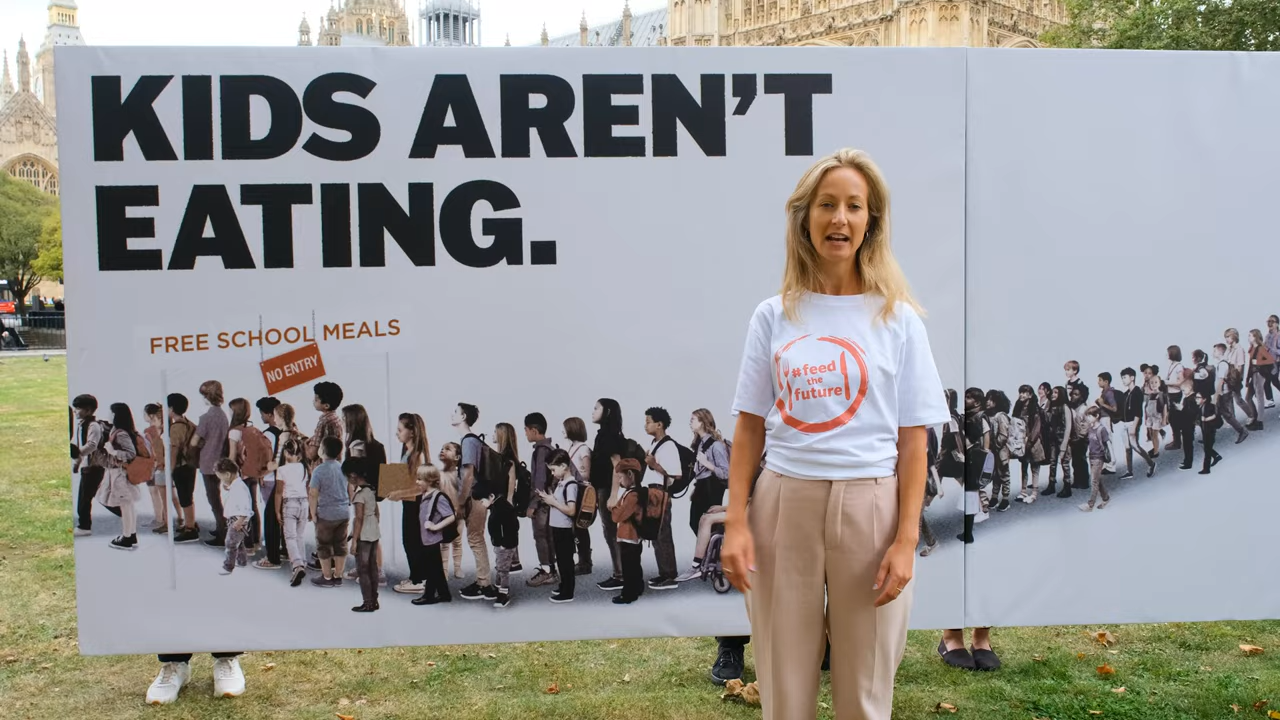 KIDS AREN'T
EATING.
FREE SCHOOL MEALS
NO ENTRY
#feed
the
future